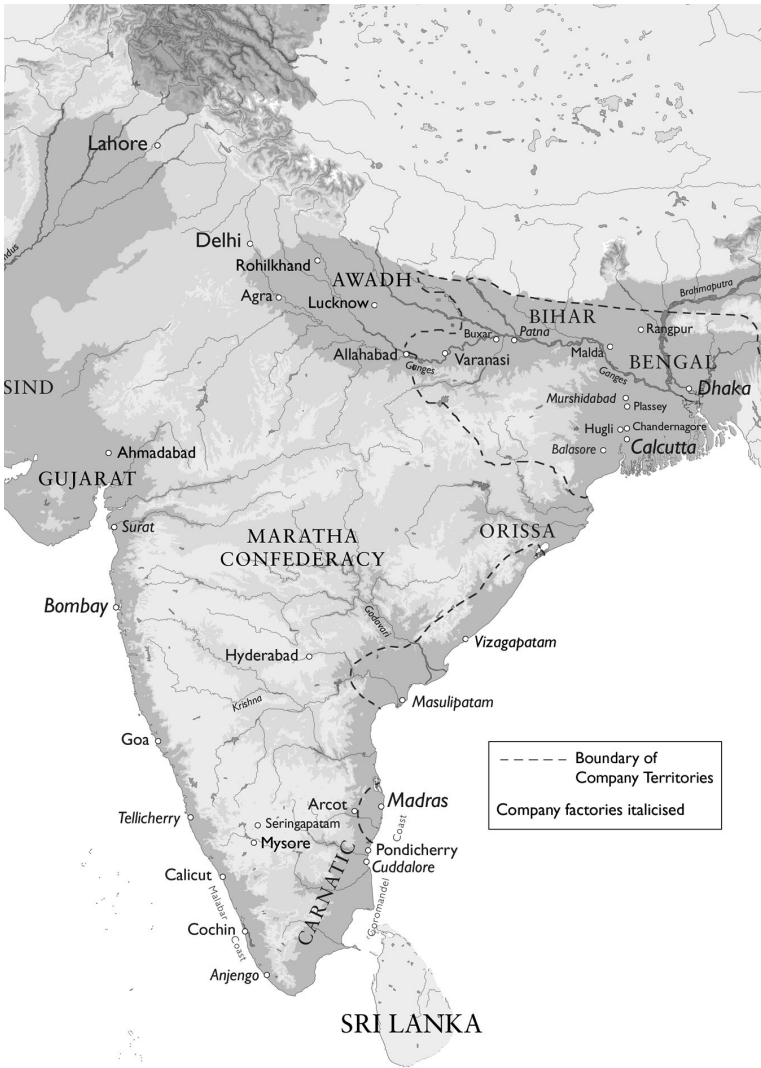 Lahore
ndus
Delhi
Rohilkhand
AWADH
Agra
Lucknow
Brahmaputra
BIHAR
Buxar
Patna
Rangpur
Allahabad
Varanasi
Malda
BENGAL
Ganges
Ganges
SIND
Dhaka
Murshidabad
Plassey
Hugli
Chandernagore
Calcutta
Balasore
Ahmadabad
GUJARAT
Surat
MARATHA
CONFEDERACY
ORISSA
Bombay
Godavari
Vizagapatam
Hyderabad
Krishna
Masulipatam
Goa
Boundary of
Company Territories
Company factories italicised
Arcot
Madras
Tellicherry
Seringapatam
Mysore
Pondicherry
Cuddalore
Calicut
CARNATIC
Coromandel Coast
Malabar Coast
Cochin
Anjengo
SRI LANKA